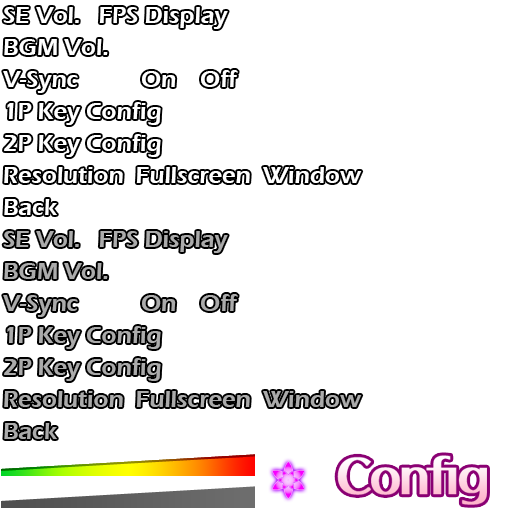 SE Vol. FPS Display
BGM Vol.
V-Sync On Off
1P Key Config
2P Key Config
Resolution Fullscreen Window
Back
SE Vol. FPS Display
BGM Vol.
V-Sync On Off
1P Key Config
2P Key Config
Resolution Fullscreen Window
Back
Config